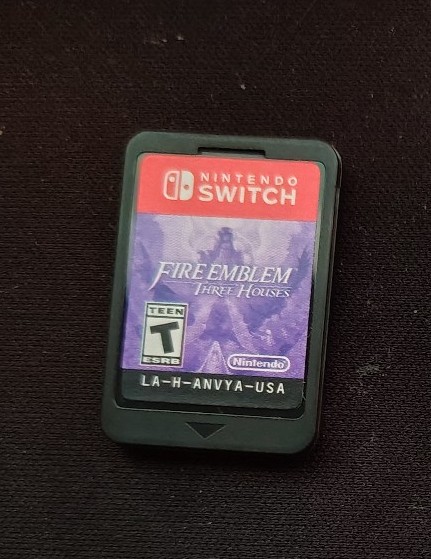 NINTENDO
SWITCH
FIRE EMBLEM
THREE HOUSES
TEEN
T
ESRB
Nintendo
LA-H-ANVYA-USA